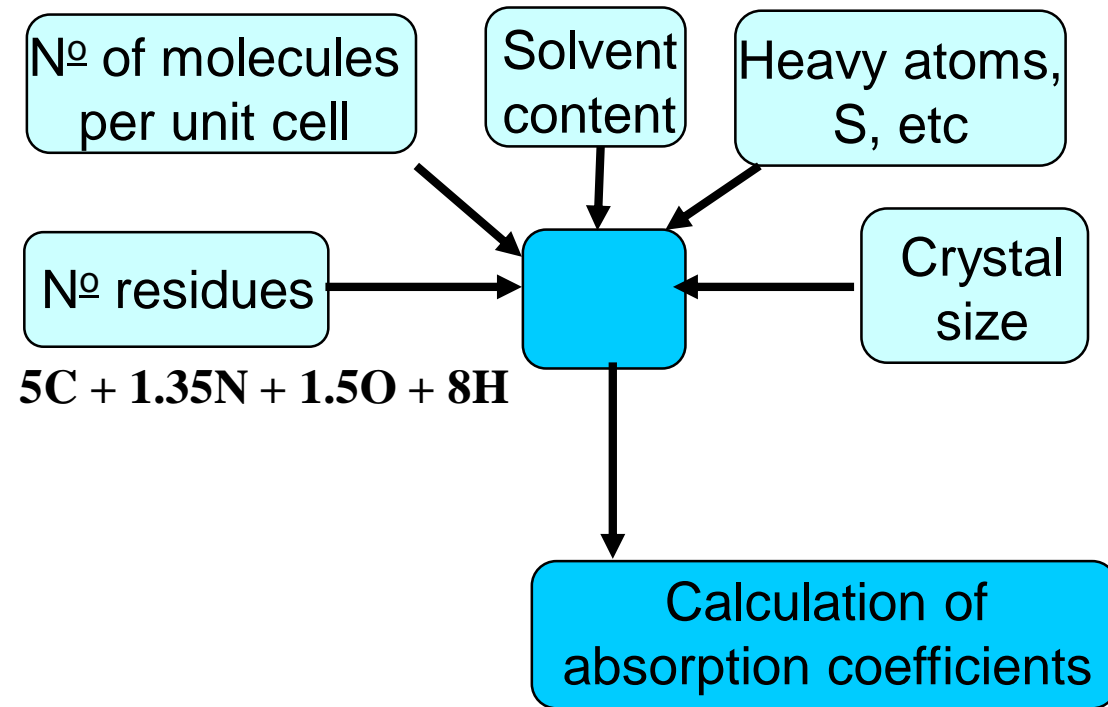 Nº of molecules
per unit cell
Solvent
content
Heavy atoms,
S, etc
Nº residues
Crystal
size
5C + 1.35N + 1.5O + 8H
Calculation of
absorption coefficients